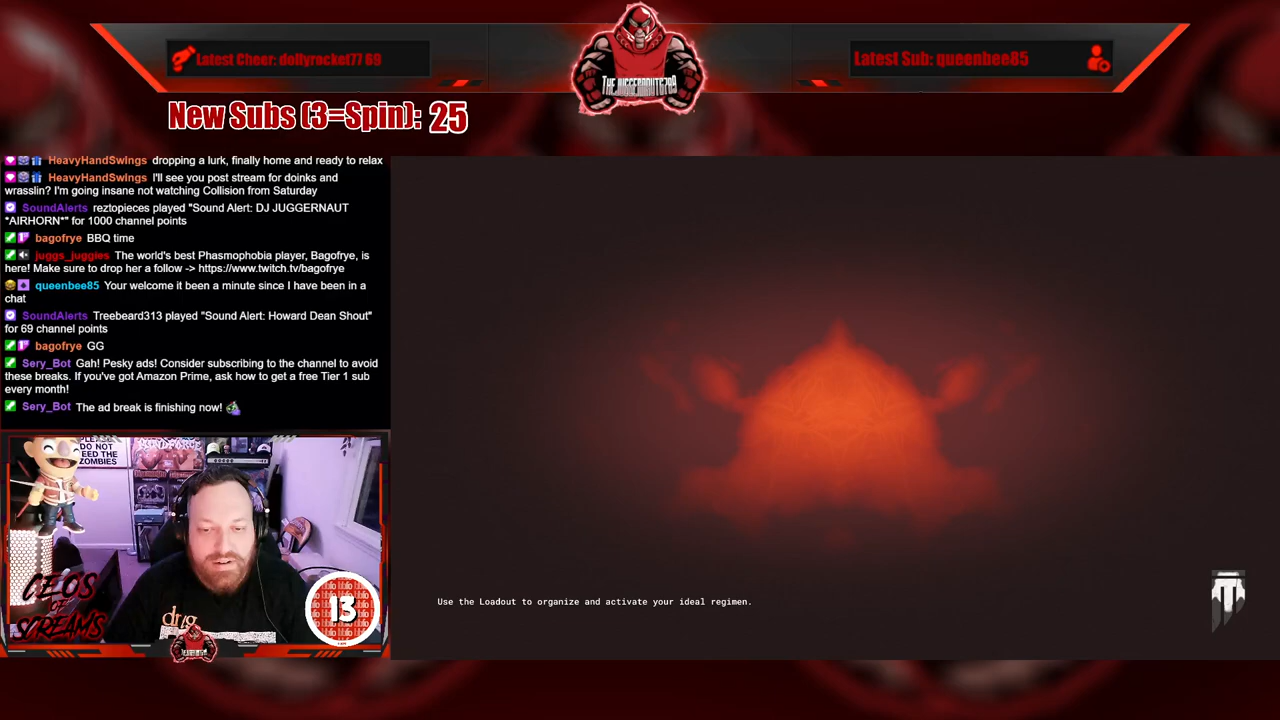 Latest Cheer: dollyrocket77 89
Latest Sub: queenbee85
THEJUGGERNAUT6789
New Subs (3=Spin): 25
HeavyHandSwings dropping a lurk, finally home and ready to relax
HeavyHandSwings I'll see you post stream for doinks and
wrasslin? I'm going insane not watching Collision from Saturday
SoundAlerts reztopieces played "Sound Alert: DJ JUGGERNAUT
*AIRHORN*" for 1000 channel points
bagofrye BBQ time
juggs_juggies The world's best Phasmophobia player, Bagofrye, is
here! Make sure to drop her a follow -> https://www.twitch.tv/bagofrye
queenbee85 Your welcome it been a minute since I have been in a
chat
SoundAlerts Treebeard313 played "Sound Alert: Howard Dean Shout"
for 69 channel points
bagofrye GG
Sery_Bot Gah! Pesky ads! Consider subscribing to the channel to avoid
these breaks. If you've got Amazon Prime, ask how to get a free Tier 1 sub
every month!
Sery_Bot The ad break is finishing now!
DO NOT
FEED THE
ZOMBIES
CEOS
OF
SCREAMS
drug
13
Use the Loadout to organize and activate your ideal regimen.